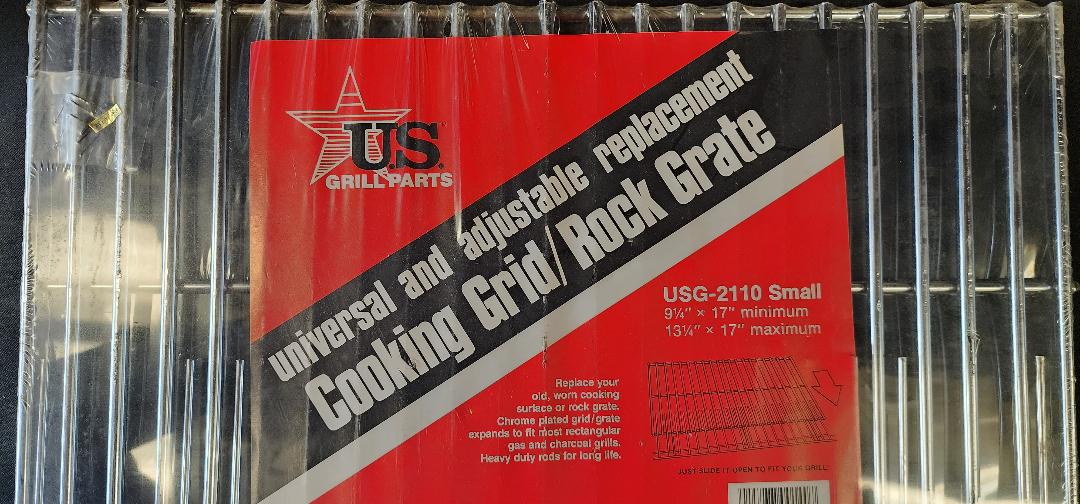 U.S.
GRILL PARTS
universal and adjustable replacement
Cooking Grid/Rock Grate
USG-2110 Small
9¼" × 17" minimum
13¼" × 17" maximum
Replace your
old, worn cooking
surface or rock grate.
Chrome plated grid/grate
expands to fit most rectangular
gas and charcoal grills.
Heavy duty rods for long life.
JUST SLIDE IT OPEN TO FIT YOUR GRILL!